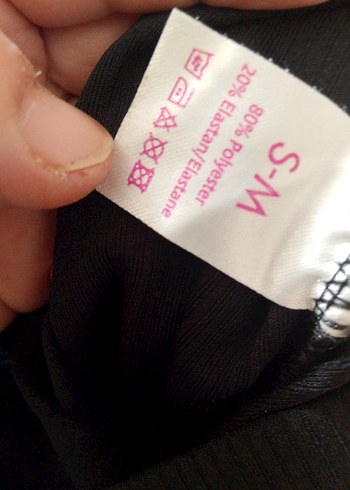 S-M
80% Polyester
20% Elastan/Elastane